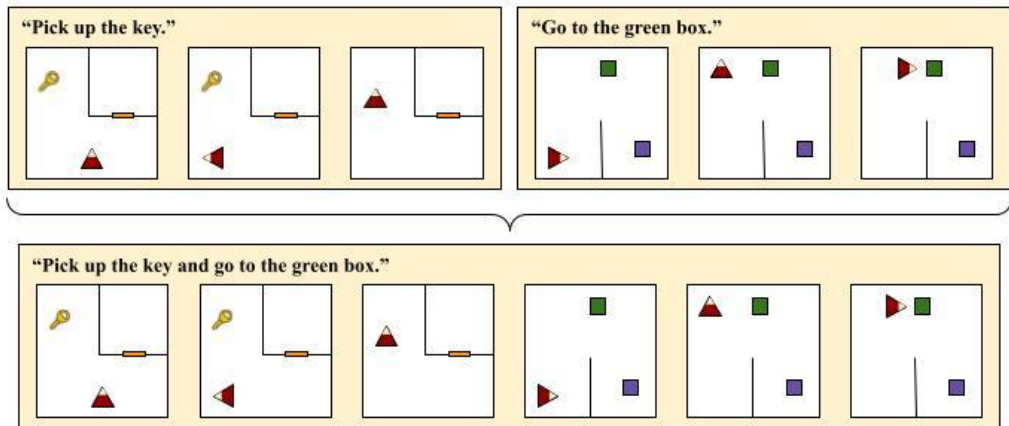 “Pick up the key.”
“Go to the green box.”
“Pick up the key and go to the green box.”